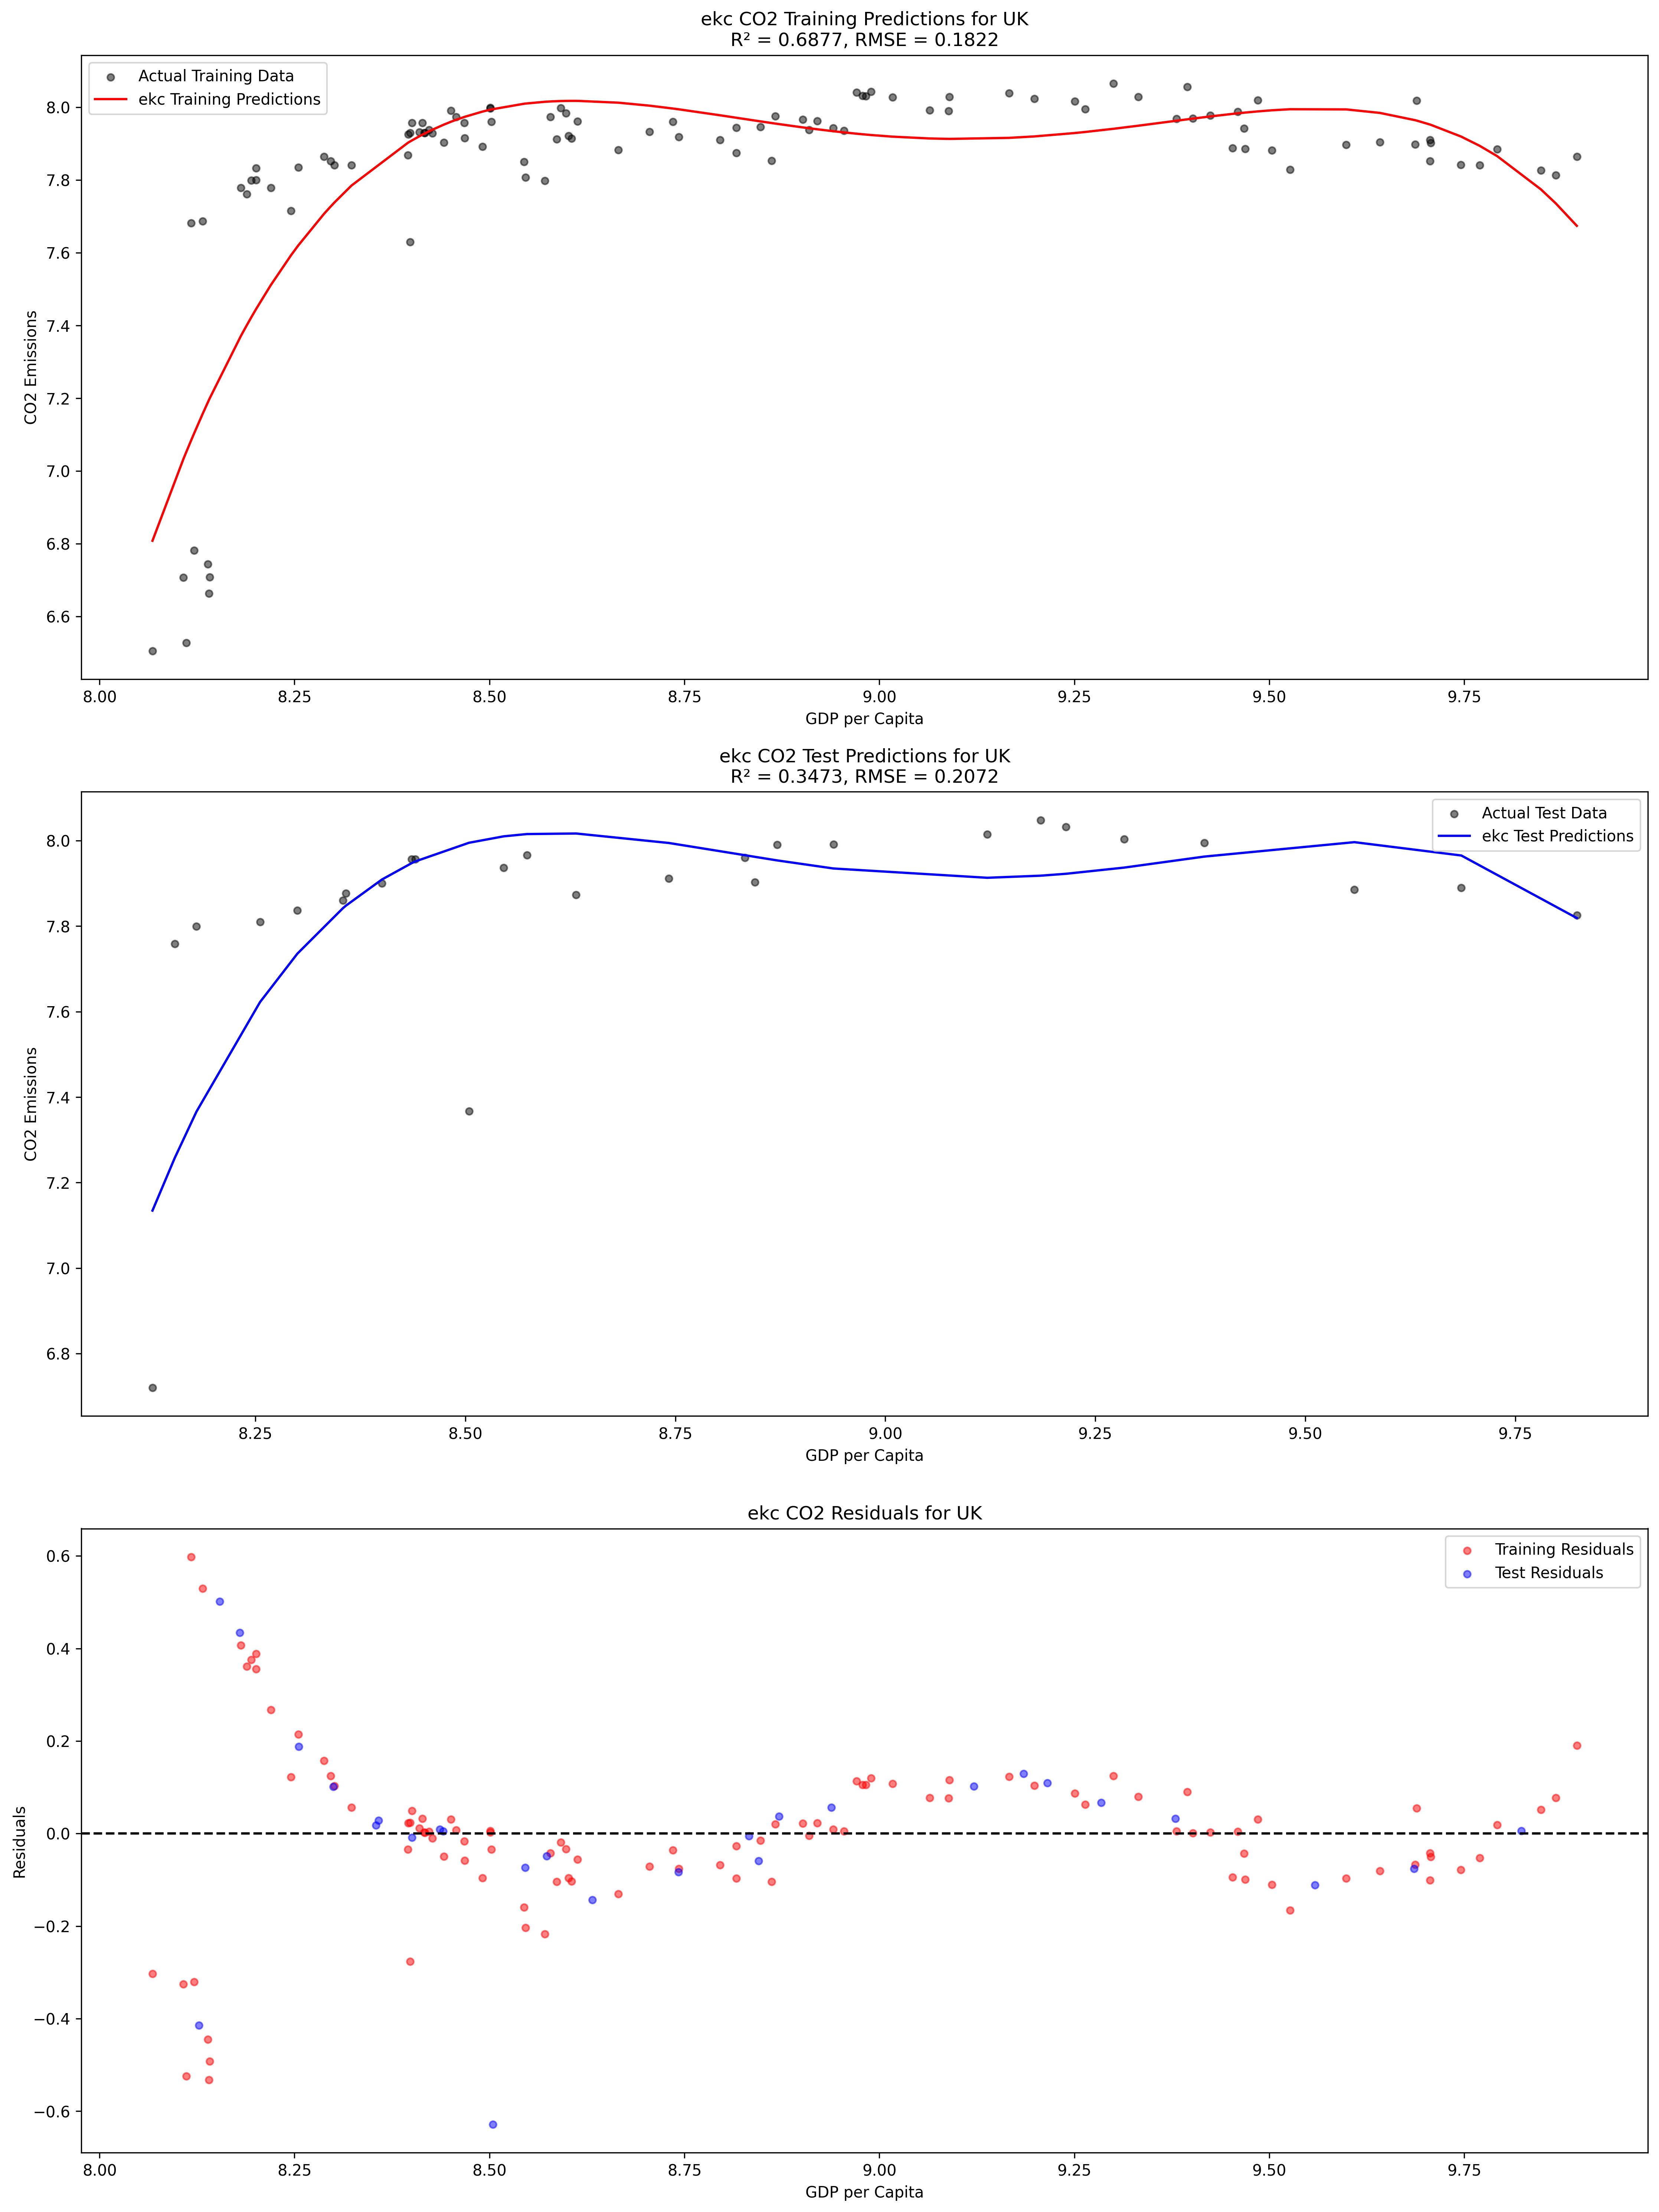 ekc CO2 Training Predictions for UK
R² = 0.6877, RMSE = 0.1822
Actual Training Data
ekc Training Predictions
CO2 Emissions
8.0
7.8
7.6
7.4
7.2
7.0
6.8
6.6
8.00 8.25 8.50 8.75 9.00 9.25 9.50 9.75
GDP per Capita
ekc CO2 Test Predictions for UK
R² = 0.3473, RMSE = 0.2072
Actual Test Data
ekc Test Predictions
CO2 Emissions
8.0
7.8
7.6
7.4
7.2
7.0
6.8
8.25 8.50 8.75 9.00 9.25 9.50 9.75
GDP per Capita
ekc CO2 Residuals for UK
Training Residuals
Test Residuals
Residuals
0.6
0.4
0.2
0.0
−0.2
−0.4
−0.6
8.00 8.25 8.50 8.75 9.00 9.25 9.50 9.75
GDP per Capita